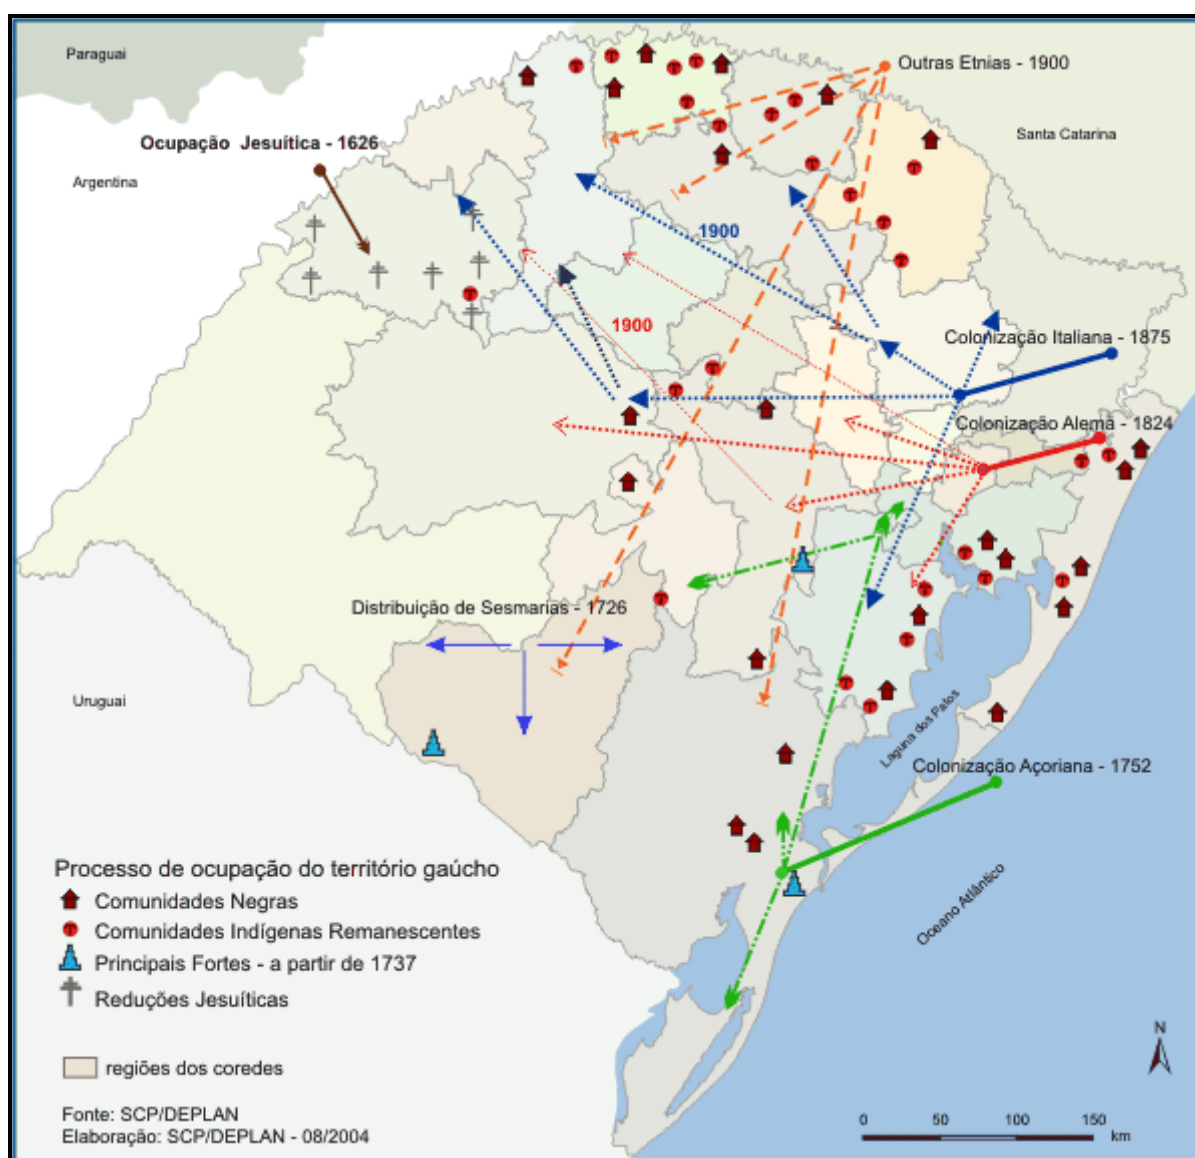 Paraguai
Outras Etnias - 1900
Santa Catarina
Ocupação Jesuítica - 1626
Argentina
1900
1900
Colonização Italiana - 1875
Colonização Alemã - 1824
Distribuição de Sesmarias - 1726
Uruguai
Laguna dos Patos
Colonização Açoriana - 1752
Oceano Atlântico
Processo de ocupação do território gaúcho
Comunidades Negras
Comunidades Indígenas Remanescentes
Principais Fortes - a partir de 1737
Reduções Jesuíticas
regiões dos coredes
Fonte: SCP/DEPLAN
Elaboração: SCP/DEPLAN - 08/2004
N
0 50 100 150
km